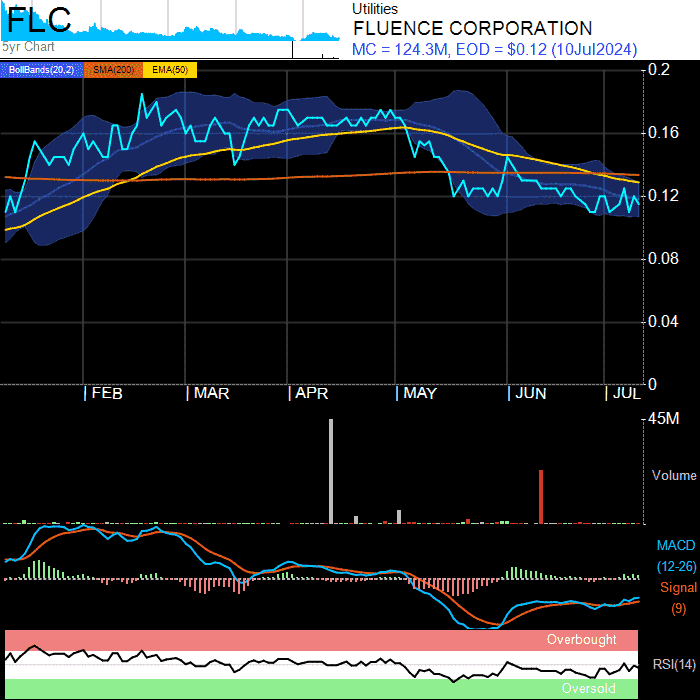 FLC
5yr Chart
Utilities
FLUENCE CORPORATION
MC = 124.3M, EOD = $0.12 (10Jul2024)
BollBands(20,2) SMA(200) EMA(50)
0.2
0.16
0.12
0.08
0.04
0
FEB MAR APR MAY JUN JUL
45M
Volume
MACD
(12-26)
Signal
(9)
Overbought
RSI(14)
Oversold